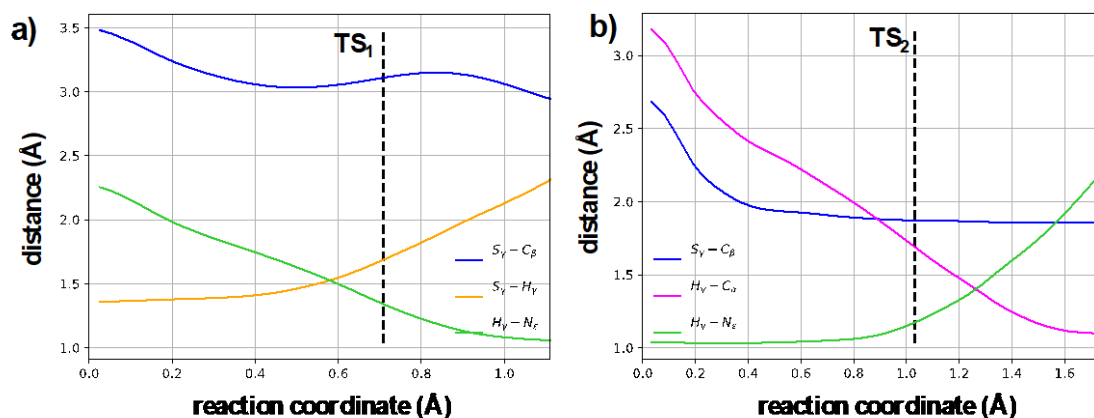 a)
TS₁
3.5
3.0
2.5
2.0
1.5
1.0
distance (Å)
Sγ − Cβ
Sγ − Hγ
Hγ − Nε
0.0 0.2 0.4 0.6 0.8 1.0
reaction coordinate (Å)
b)
TS₂
3.0
2.5
2.0
1.5
1.0
distance (Å)
Sγ − Cβ
Hγ − Cα
Hγ − Nε
0.0 0.2 0.4 0.6 0.8 1.0 1.2 1.4 1.6
reaction coordinate (Å)